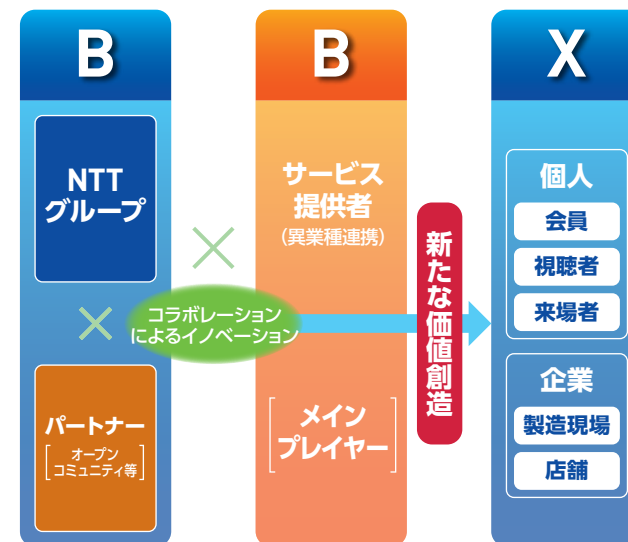 B
NTT
グループ
パートナー
オープン
コミュニティ等
コラボレーション
によるイノベーション
B
サービス
提供者
(異業種連携)
メイン
プレイヤー
新たな価値創造
X
個人
会員
視聴者
来場者
企業
製造現場
店舗